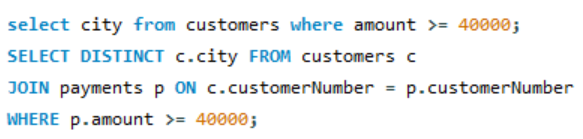 select city from customers where amount >= 40000;
SELECT DISTINCT c.city FROM customers c
JOIN payments p ON c.customerNumber = p.customerNumber
WHERE p.amount >= 40000;